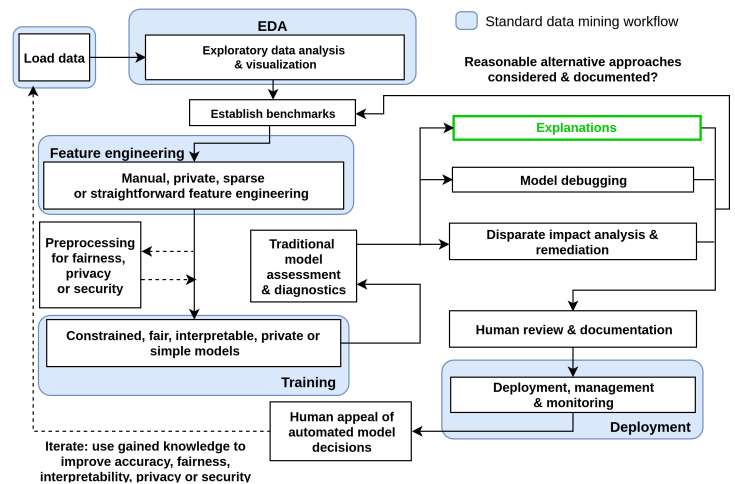 EDA
Standard data mining workflow
Load data
Exploratory data analysis
& visualization
Reasonable alternative approaches
considered & documented?
Establish benchmarks
Explanations
Feature engineering
Manual, private, sparse
or straightforward feature engineering
Model debugging
Preprocessing
for fairness,
privacy
or security
Traditional
model
assessment
& diagnostics
Disparate impact analysis &
remediation
Constrained, fair, interpretable, private or
simple models
Training
Human review & documentation
Deployment, management
& monitoring
Deployment
Human appeal of
automated model
decisions
Iterate: use gained knowledge to
improve accuracy, fairness,
interpretability, privacy or security